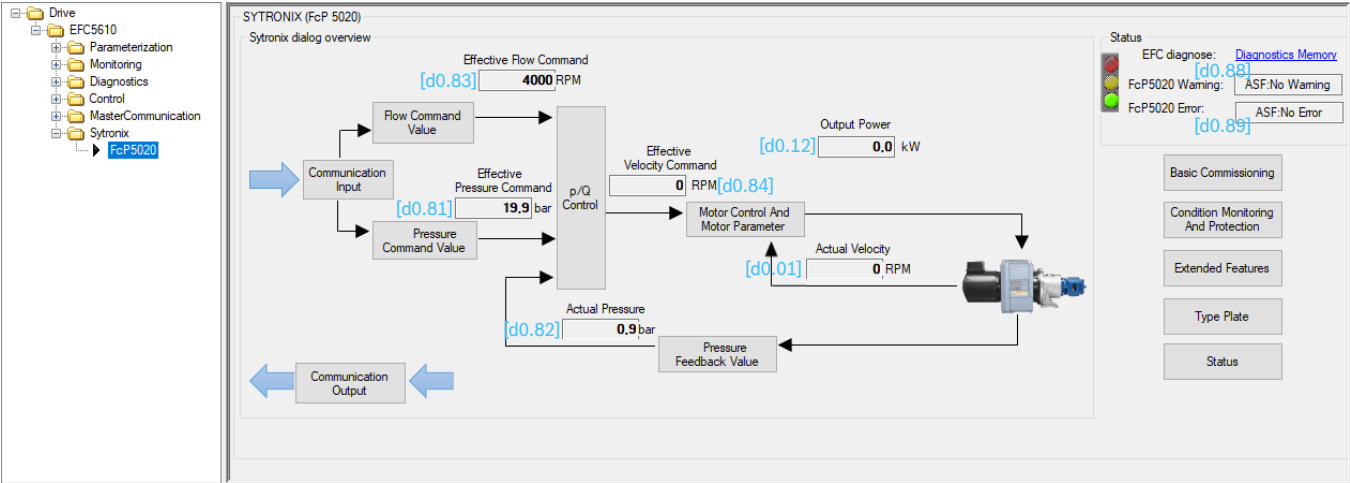 Drive
EFC5610
Parameterization
Monitoring
Diagnostics
Control
MasterCommunication
Sytronix
FcP5020
SYTRONIX (FcP 5020)
Sytronix dialog overview
Effective Flow Command
[d0.83] 4000 RPM
Flow Command
Value
Communication
Input
Effective
Pressure Command
[d0.81] 19,9 bar
Pressure
Command Value
p/Q
Control
Effective
Velocity Command
0 RPM [d0.84]
Output Power
[d0.12] 0,0 kW
Motor Control And
Motor Parameter
Actual Velocity
[d0.01] 0 RPM
Actual Pressure
[d0.82] 0,9 bar
Pressure
Feedback Value
Communication
Output
Status
EFC diagnose: Diagnostics Memory
[d0.88]
FcP5020 Warning: ASF:No Warning
FcP5020 Error: ASF:No Error
[d0.89]
Basic Commissioning
Condition Monitoring
And Protection
Extended Features
Type Plate
Status